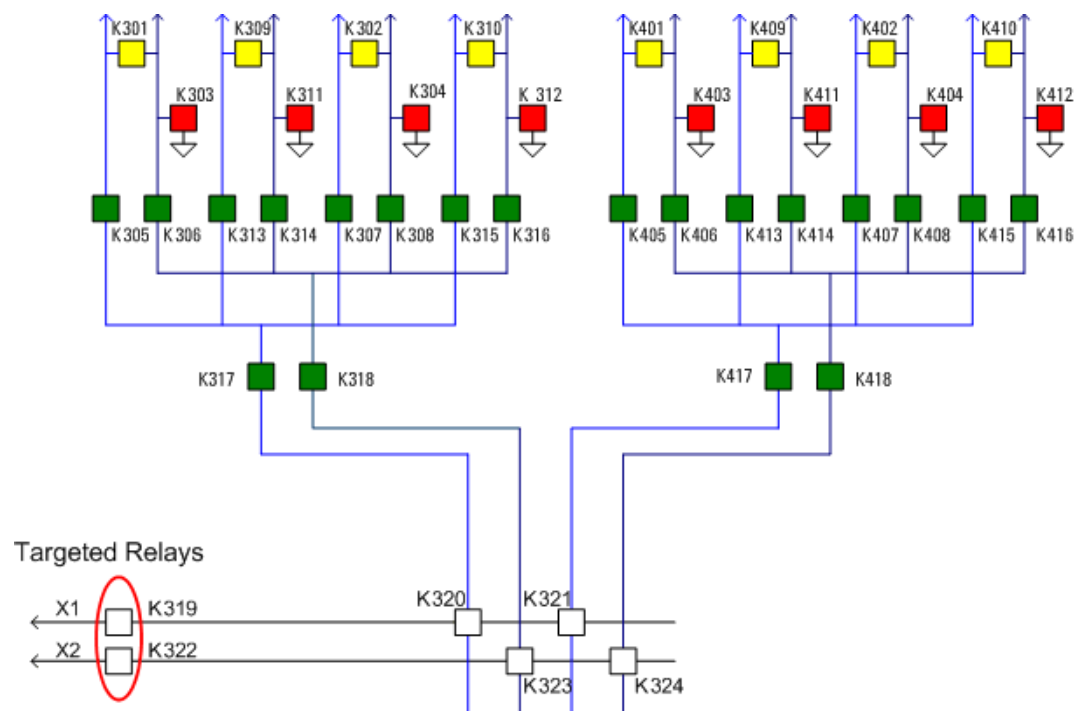 K301 K309 K302 K310 K401 K409 K402 K410
K303 K311 K304 K 312 K403 K411 K404 K412
K305 K306 K313 K314 K307 K308 K315 K316 K405 K406 K413 K414 K407 K408 K415 K416
K317 K318 K417 K418
Targeted Relays
X1 K319 K320 K321
X2 K322 K323 K324